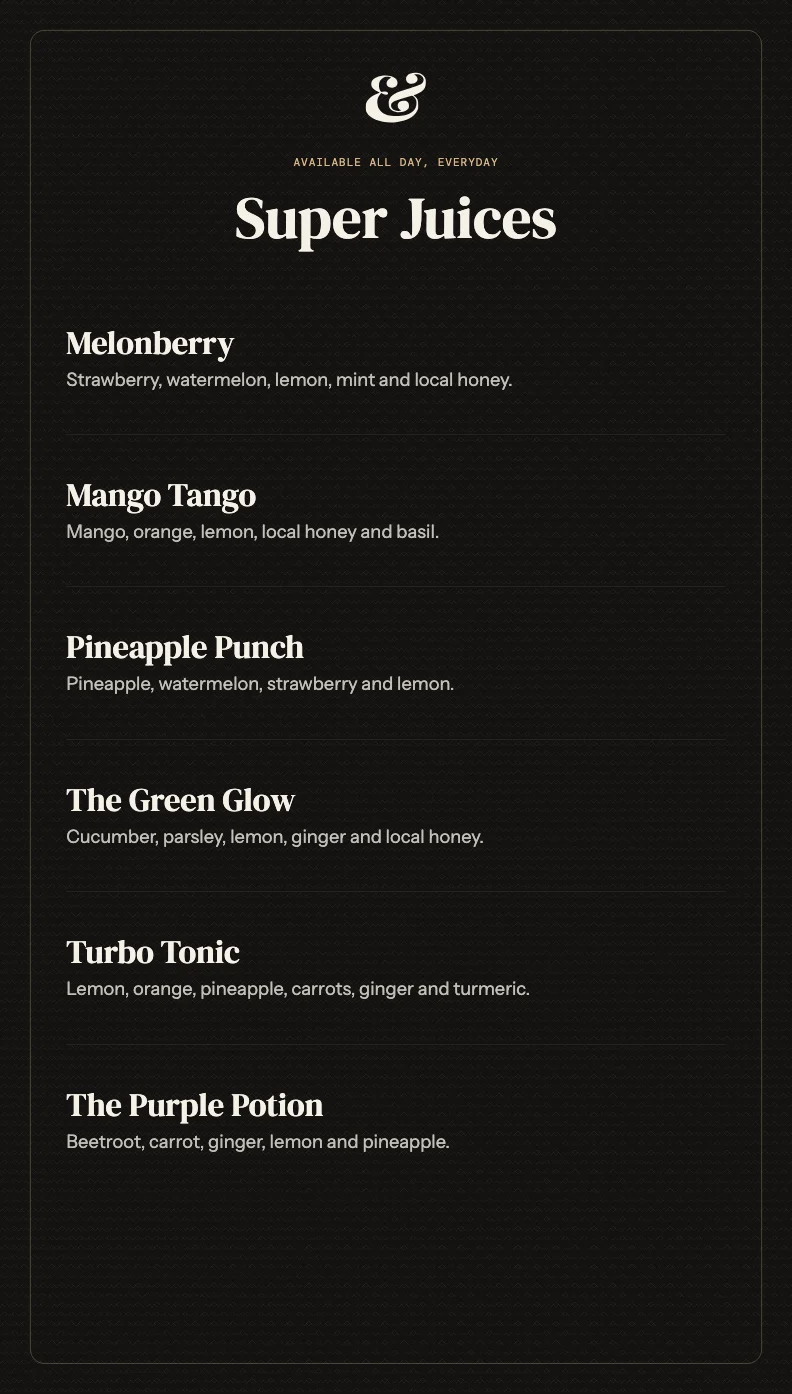 &
AVAILABLE ALL DAY, EVERYDAY
Super Juices
Melonberry
Strawberry, watermelon, lemon, mint and local honey.
Mango Tango
Mango, orange, lemon, local honey and basil.
Pineapple Punch
Pineapple, watermelon, strawberry and lemon.
The Green Glow
Cucumber, parsley, lemon, ginger and local honey.
Turbo Tonic
Lemon, orange, pineapple, carrots, ginger and turmeric.
The Purple Potion
Beetroot, carrot, ginger, lemon and pineapple.